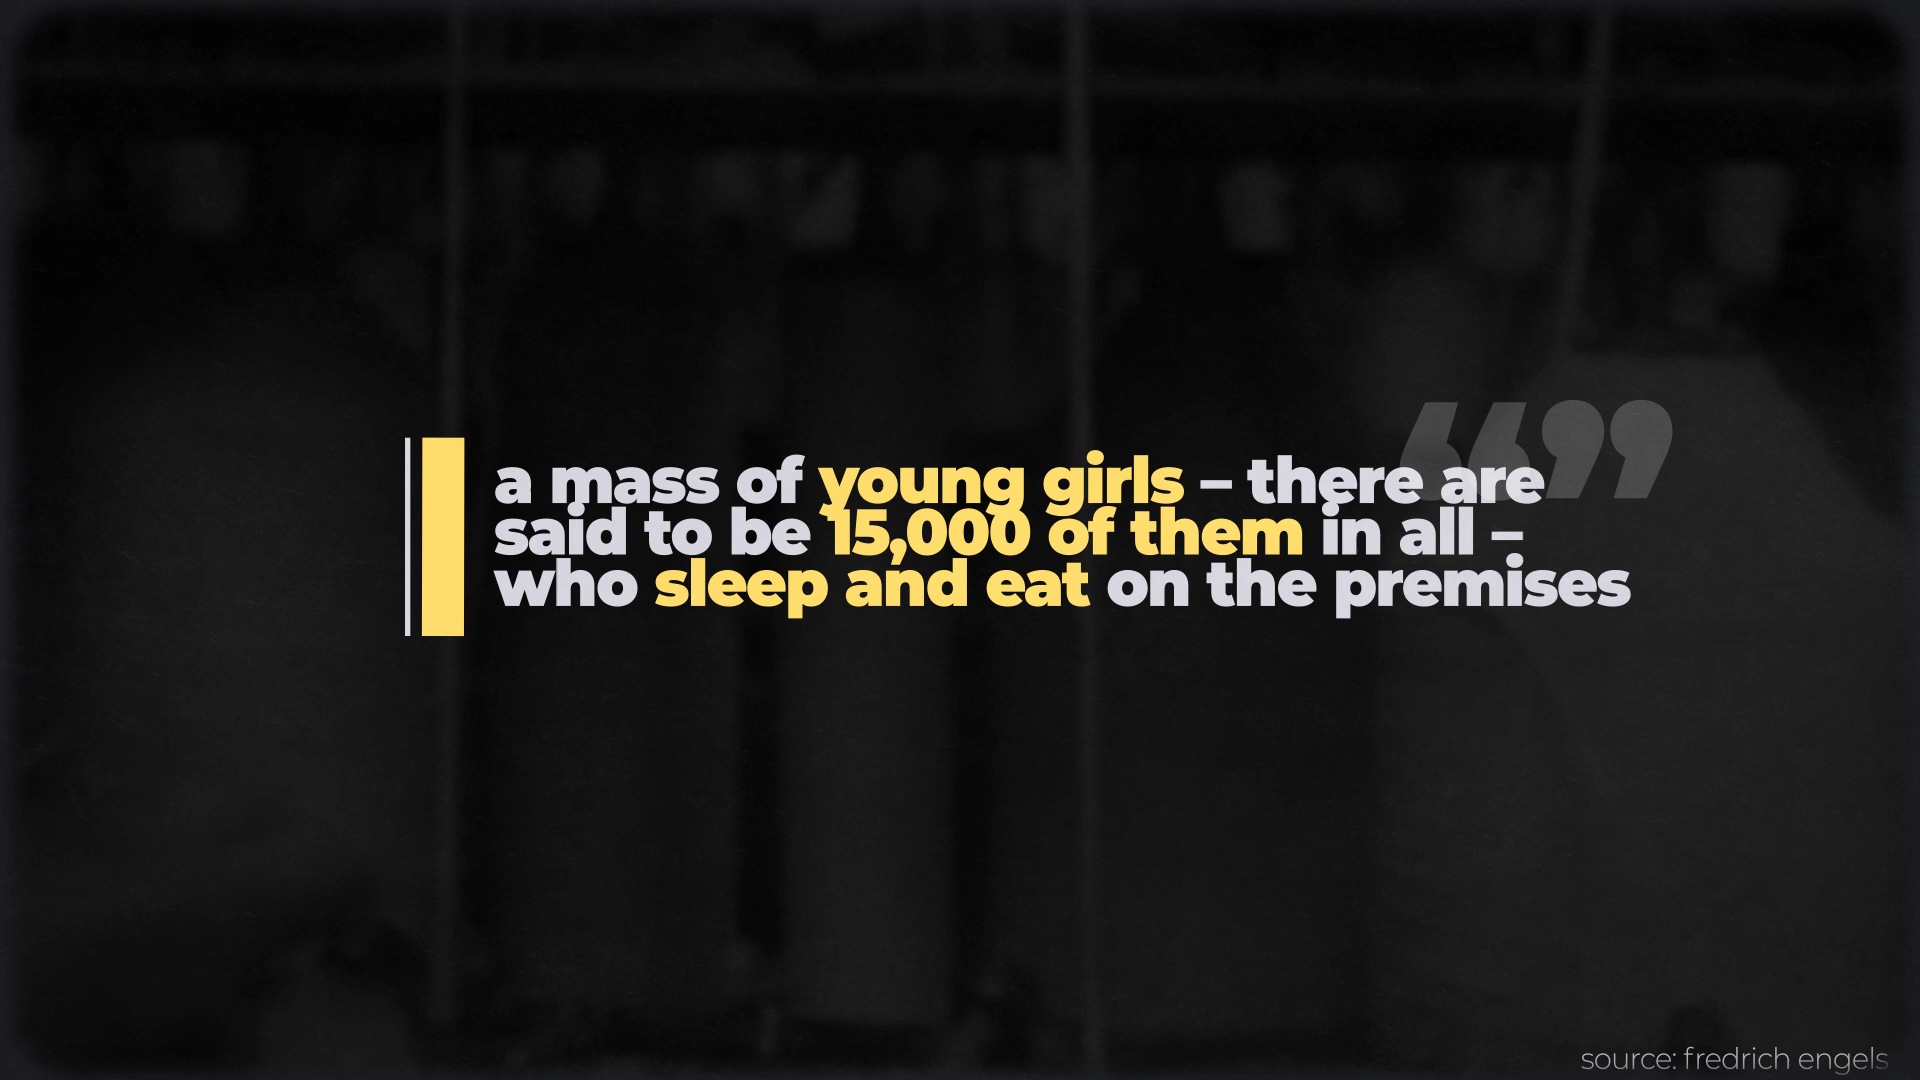 a mass of young girls – there are
said to be 15,000 of them in all –
who sleep and eat on the premises
source: fredrich engels